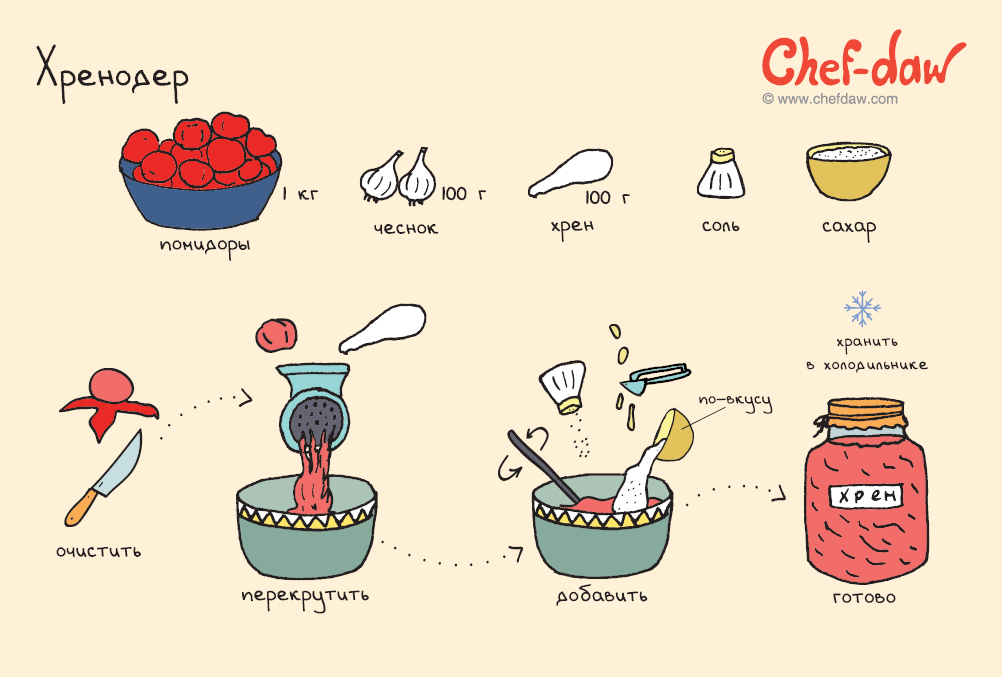 Хренодер
Chef-daw
© www.chefdaw.com
1 кг
помидоры
100 г
чеснок
100 г
хрен
соль
сахар
очистить
перекрутить
по-вкусу
добавить
хранить
в холодильнике
хрен
готово